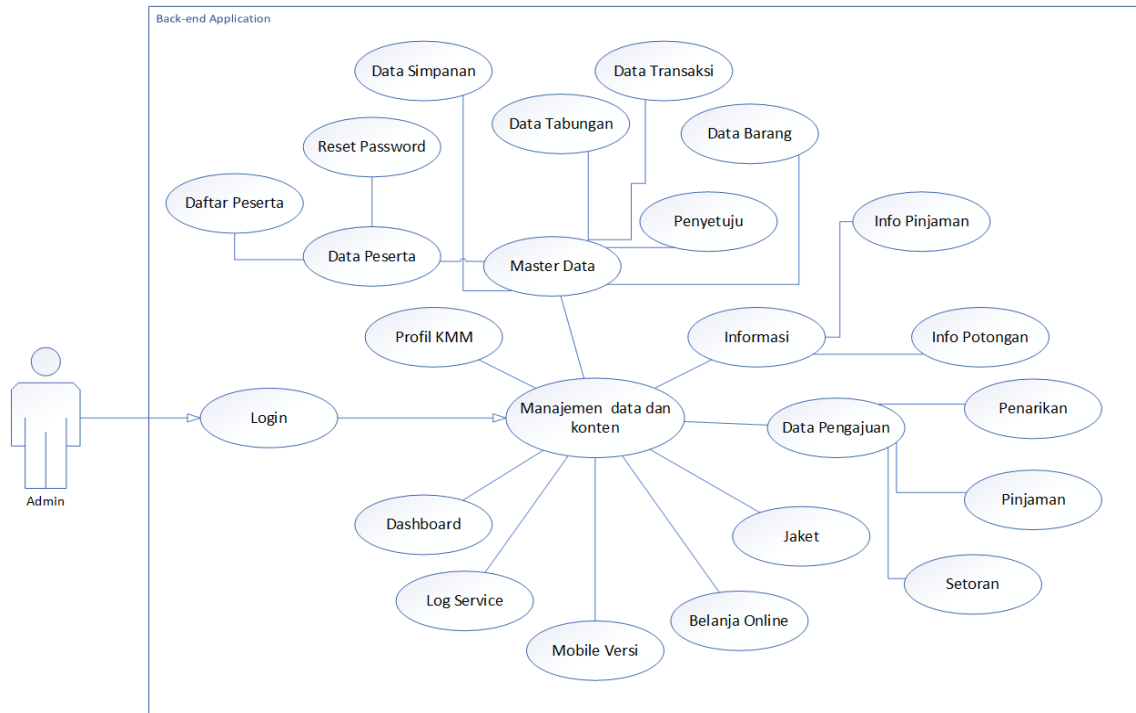 Back-end Application
Data Simpanan
Data Transaksi
Data Tabungan
Data Barang
Reset Password
Daftar Peserta
Penyetuju
Info Pinjaman
Data Peserta
Master Data
Profil KMM
Informasi
Info Potongan
Login
Manajemen data dan
konten
Penarikan
Data Pengajuan
Admin
Pinjaman
Dashboard
Jaket
Setoran
Log Service
Belanja Online
Mobile Versi